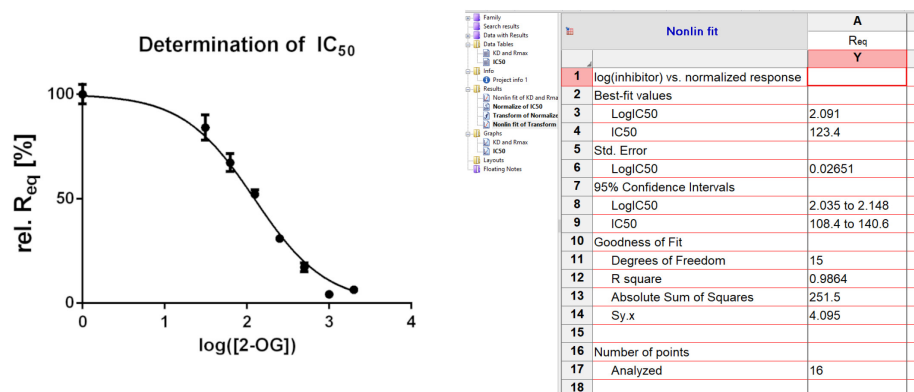 Determination of IC50
rel. Req [%]
100
50
0
0
1
2
3
4
log([2-OG])
Family
Search results
Data with Results
Data Tables
KD and Rmax
IC50
Info
Project info 1
Results
Nonlin fit of KD and Rma
Normalize of IC50
Transform of Normalize
Nonlin fit of Transform
Graphs
KD and Rmax
IC50
Layouts
Floating Notes
Nonlin fit
A
Req
Y
1 log(inhibitor) vs. normalized response
2 Best-fit values
3 LogIC50 2.091
4 IC50 123.4
5 Std. Error
6 LogIC50 0.02651
7 95% Confidence Intervals
8 LogIC50 2.035 to 2.148
9 IC50 108.4 to 140.6
10 Goodness of Fit
11 Degrees of Freedom 15
12 R square 0.9864
13 Absolute Sum of Squares 251.5
14 Sy.x 4.095
15
16 Number of points
17 Analyzed 16
18